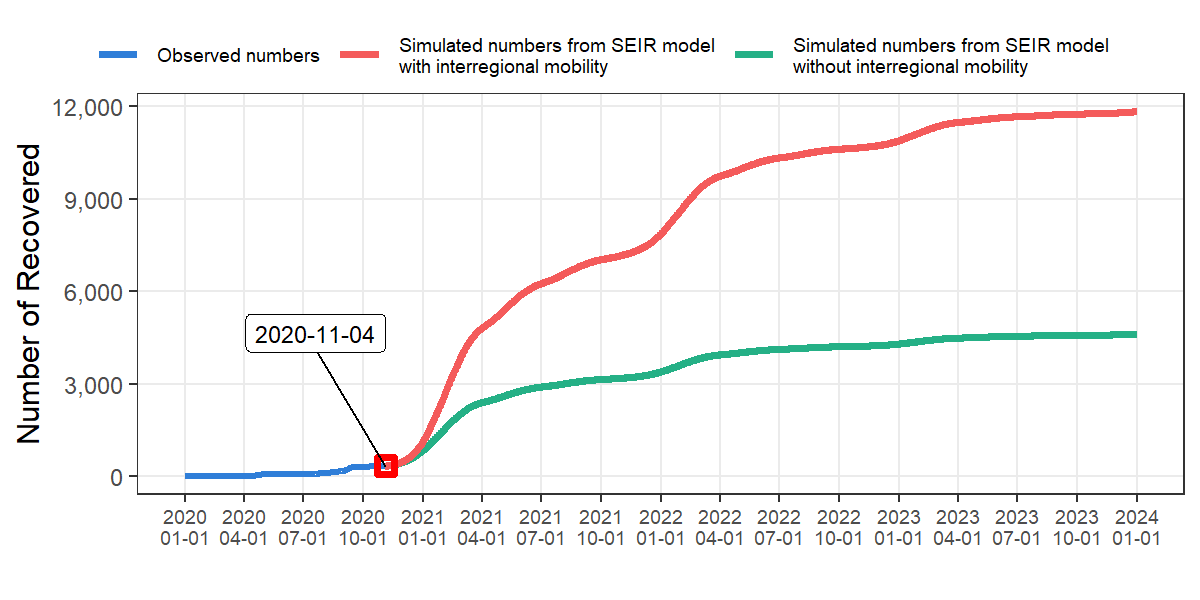 Observed numbers
Simulated numbers from SEIR model
with interregional mobility
Simulated numbers from SEIR model
without interregional mobility
Number of Recovered
12,000
9,000
6,000
3,000
0
2020-11-04
2020 2020 2020 2020 2021 2021 2021 2021 2022 2022 2022 2022 2023 2023 2023 2023 2024
01-01 04-01 07-01 10-01 01-01 04-01 07-01 10-01 01-01 04-01 07-01 10-01 01-01 04-01 07-01 10-01 01-01